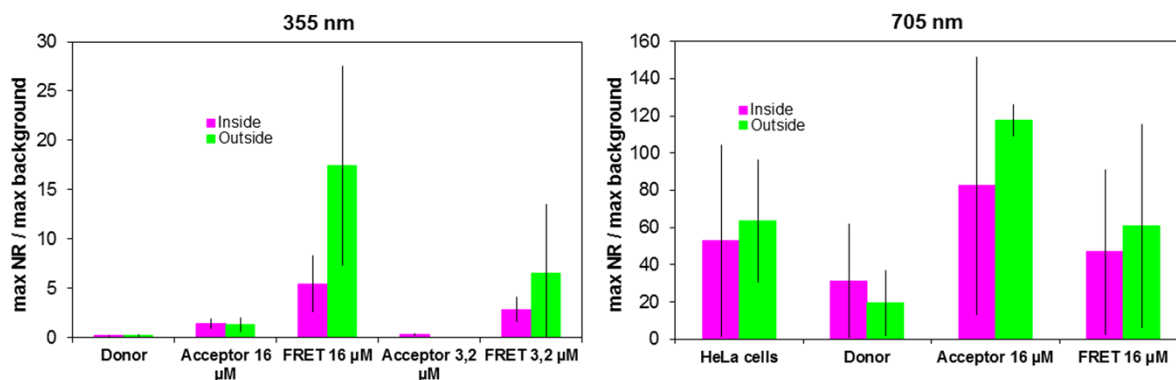 355 nm
max NR / max background
30
25
20
15
10
5
0
Inside
Outside
Donor
Acceptor 16
µM
FRET 16 µM
Acceptor 3,2
µM
FRET 3,2 µM
705 nm
max NR / max background
160
140
120
100
80
60
40
20
0
Inside
Outside
HeLa cells
Donor
Acceptor 16 µM
FRET 16 µM